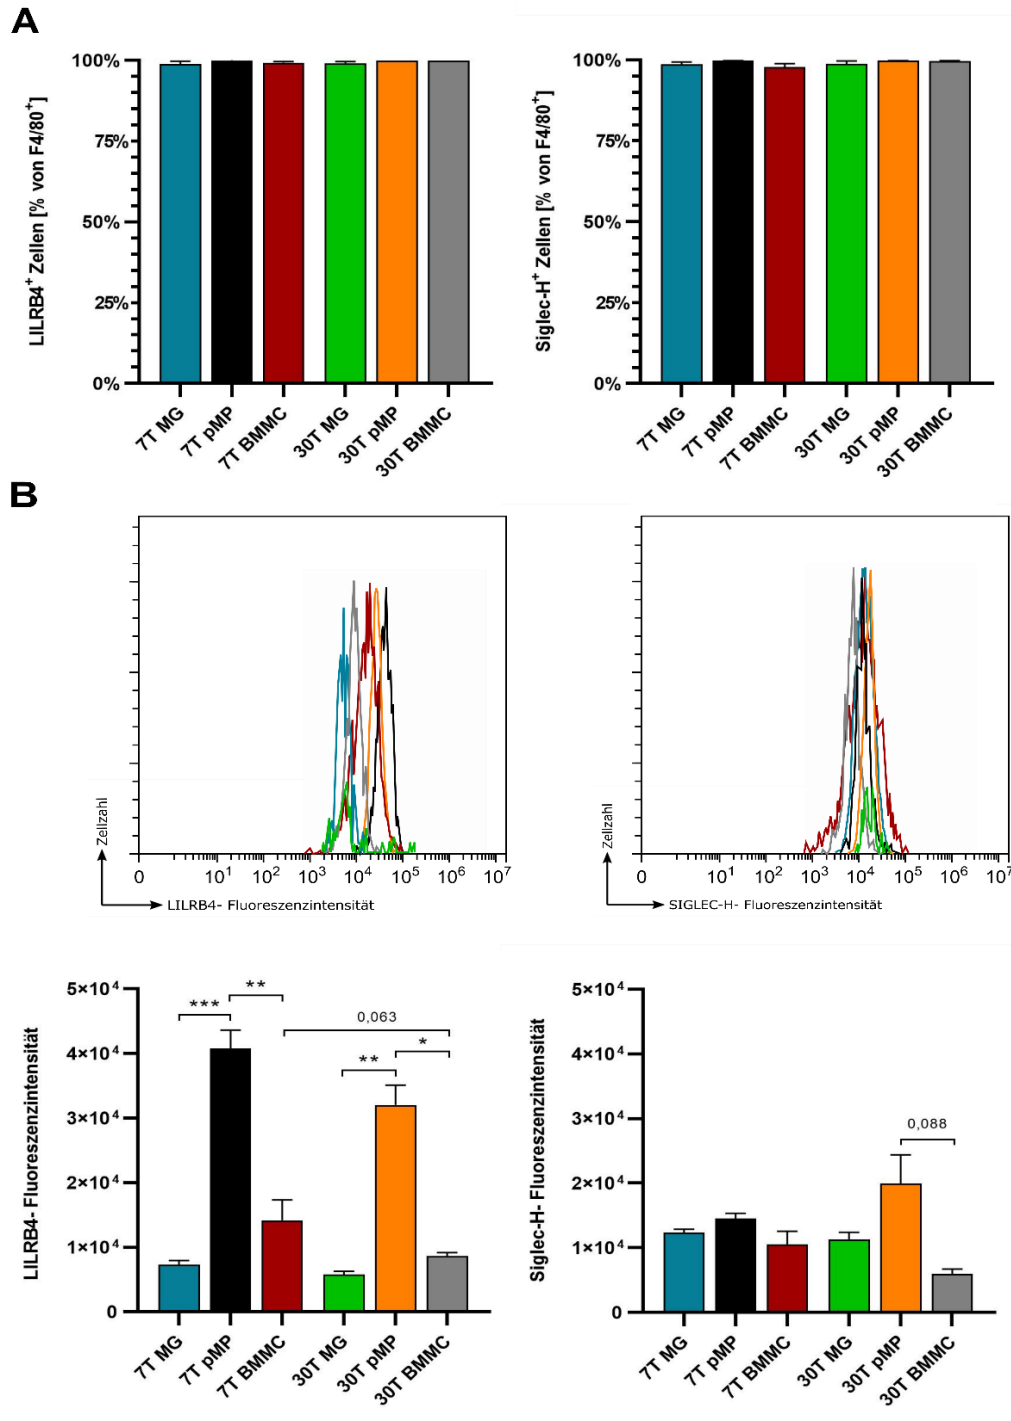 A
LILRB4⁺ Zellen [% von F4/80⁺]
100%
75%
50%
25%
0%
7T MG
7T pMP
7T BMMC
30T MG
30T pMP
30T BMMC
Siglec-H⁺ Zellen [% von F4/80⁺]
100%
75%
50%
25%
0%
7T MG
7T pMP
7T BMMC
30T MG
30T pMP
30T BMMC
B
Zellzahl
0 10¹ 10² 10³ 10⁴ 10⁵ 10⁶ 10⁷
LILRB4- Fluoreszenzintensität
Zellzahl
0 10¹ 10² 10³ 10⁴ 10⁵ 10⁶ 10⁷
SIGLEC-H- Fluoreszenzintensität
LILRB4- Fluoreszenzintensität
5×10⁴
4×10⁴
3×10⁴
2×10⁴
1×10⁴
0
***
**
0,063
**
*
7T MG
7T pMP
7T BMMC
30T MG
30T pMP
30T BMMC
Siglec-H- Fluoreszenzintensität
5×10⁴
4×10⁴
3×10⁴
2×10⁴
1×10⁴
0
0,088
7T MG
7T pMP
7T BMMC
30T MG
30T pMP
30T BMMC